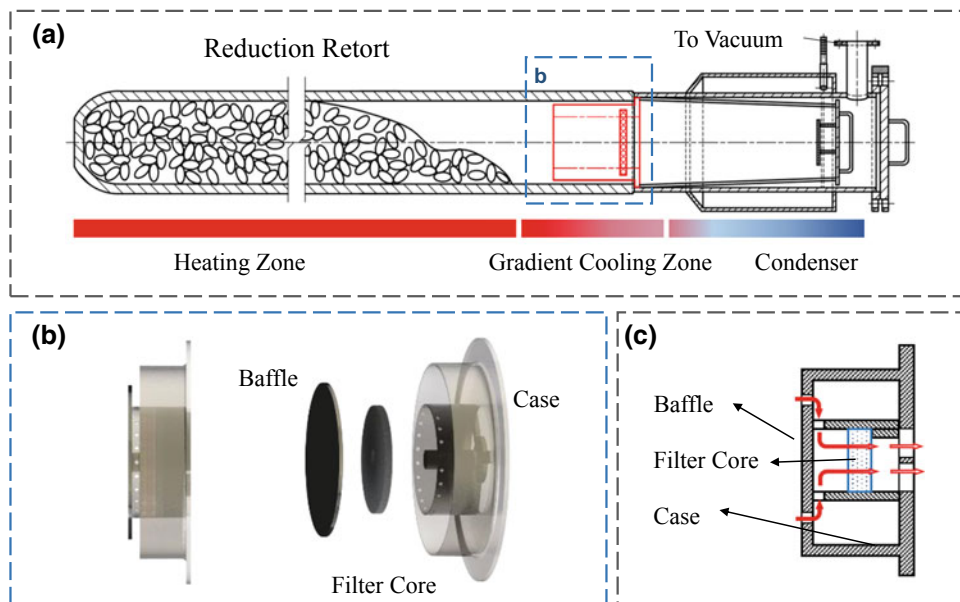 (a)
Reduction Retort
To Vacuum
b
Heating Zone
Gradient Cooling Zone
Condenser
(b)
Baffle
Case
Filter Core
(c)
Baffle
Filter Core
Case